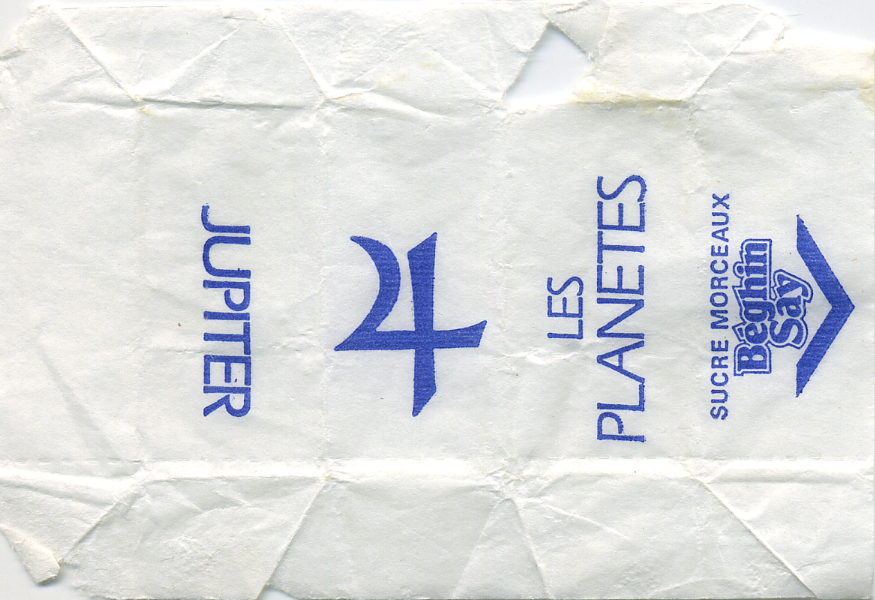 JUPITER
LES
PLANETES
SUCRE MORCEAUX
Béghin
Say